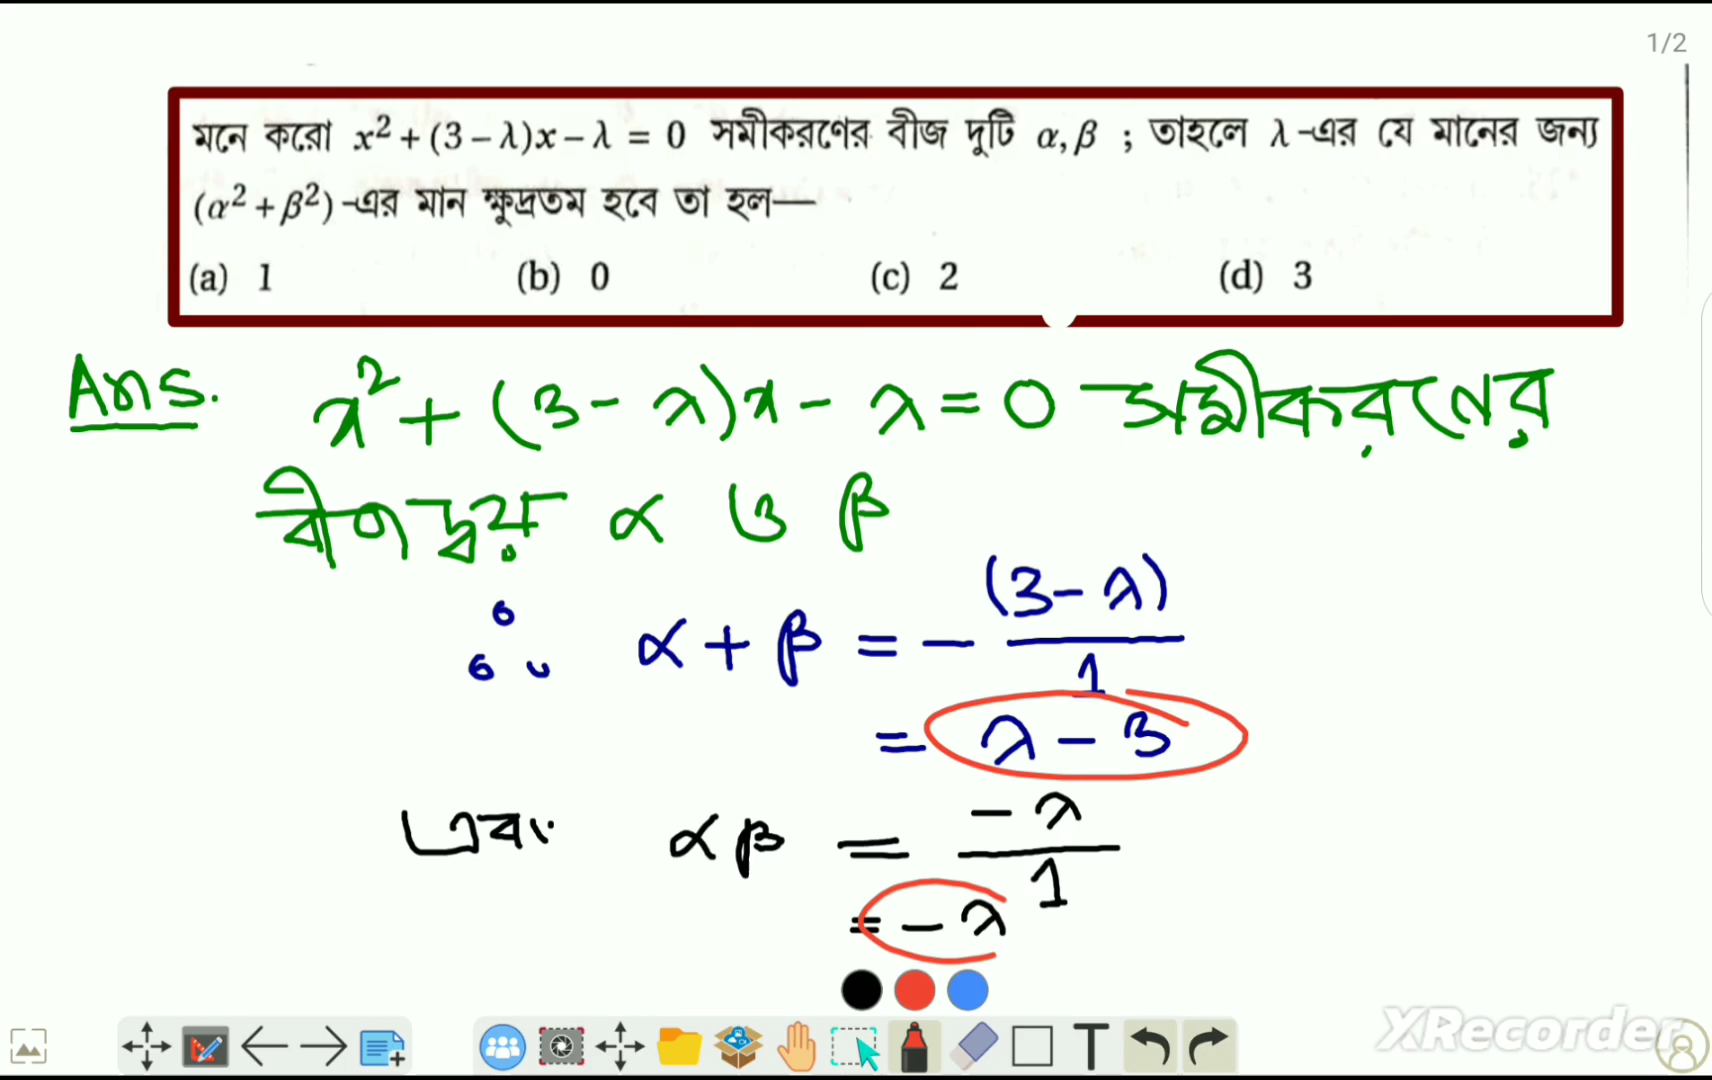 1/2
মনে করো x² + (3 – λ)x – λ = 0 সমীকরণের বীজ দুটি α, β ; তাহলে λ-এর যে মানের জন্য
(α² + β²)-এর মান ক্ষুদ্রতম হবে তা হল—
(a) 1 (b) 0 (c) 2 (d) 3
Ans. x² + (3 - λ)x - λ = 0 সমীকরণের
বীজদ্বয় α ও β
∴ α + β = - (3 - λ)/1
= λ - 3
এবং αβ = -λ/1
= - λ
T
XRecorder